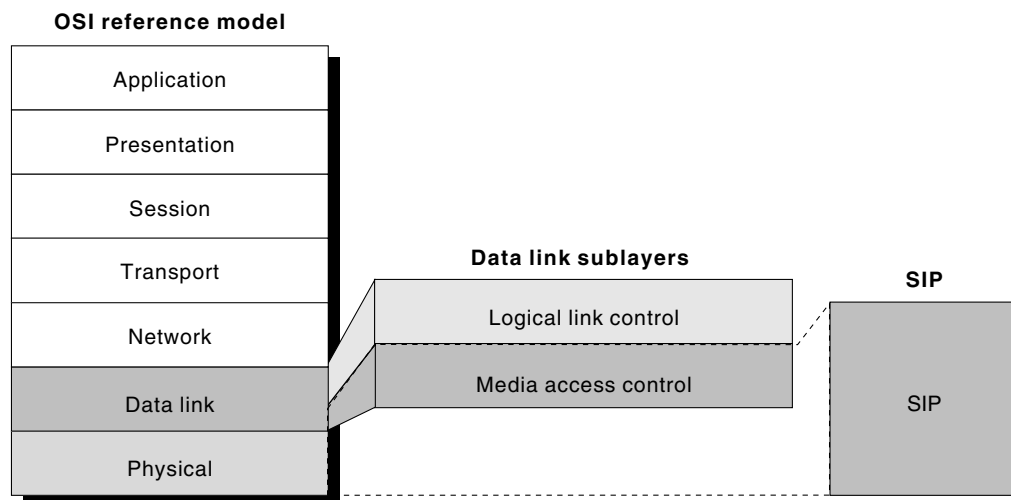 OSI reference model
Application
Presentation
Session
Transport
Network
Data link
Physical
Data link sublayers
Logical link control
Media access control
SIP
SIP